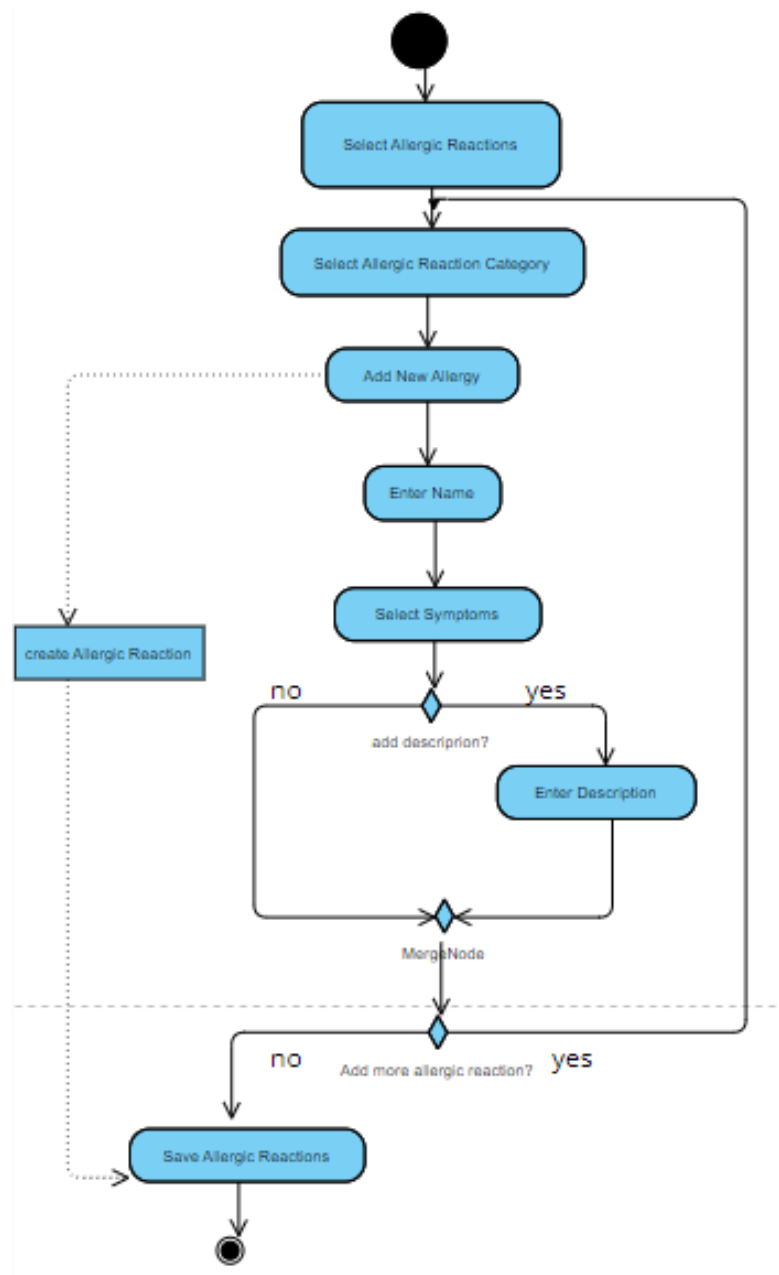 Select Allergic Reactions
Select Allergic Reaction Category
Add New Allergy
Enter Name
Select Symptoms
create Allergic Reaction
no
yes
add descriprion?
Enter Description
MergeNode
no
yes
Add more allergic reaction?
Save Allergic Reactions